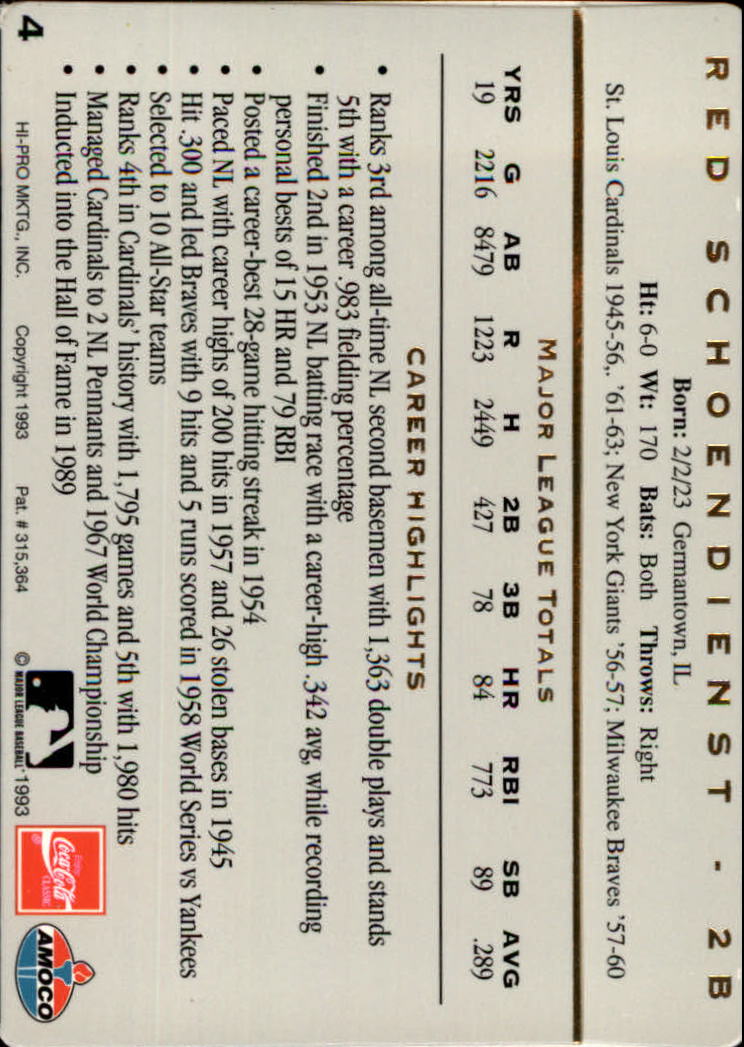 RED SCHOENDIENST - 2B
Born: 2/2/23 Germantown, IL
Ht: 6-0 Wt: 170 Bats: Both Throws: Right
St. Louis Cardinals 1945-56,. '61-63; New York Giants '56-57; Milwaukee Braves '57-60
MAJOR LEAGUE TOTALS
YRS G AB R H 2B 3B HR RBI SB AVG
19 2216 8479 1223 2449 427 78 84 773 89 .289
CAREER HIGHLIGHTS
• Ranks 3rd among all-time NL second basemen with 1,363 double plays and stands
5th with a career .983 fielding percentage
• Finished 2nd in 1953 NL batting race with a career-high .342 avg, while recording
personal bests of 15 HR and 79 RBI
• Posted a career-best 28-game hitting streak in 1954
• Paced NL with career highs of 200 hits in 1957 and 26 stolen bases in 1945
• Hit .300 and led Braves with 9 hits and 5 runs scored in 1958 World Series vs Yankees
• Selected to 10 All-Star teams
• Ranks 4th in Cardinals' history with 1,795 games and 5th with 1,980 hits
• Managed Cardinals to 2 NL Pennants and 1967 World Championship
• Inducted into the Hall of Fame in 1989
4 HI-PRO MKTG., INC. Copyright 1993 Pat. # 315,364 © MAJOR LEAGUE BASEBALL 1993
Enjoy
Coca-Cola
CLASSIC
®
AMOCO